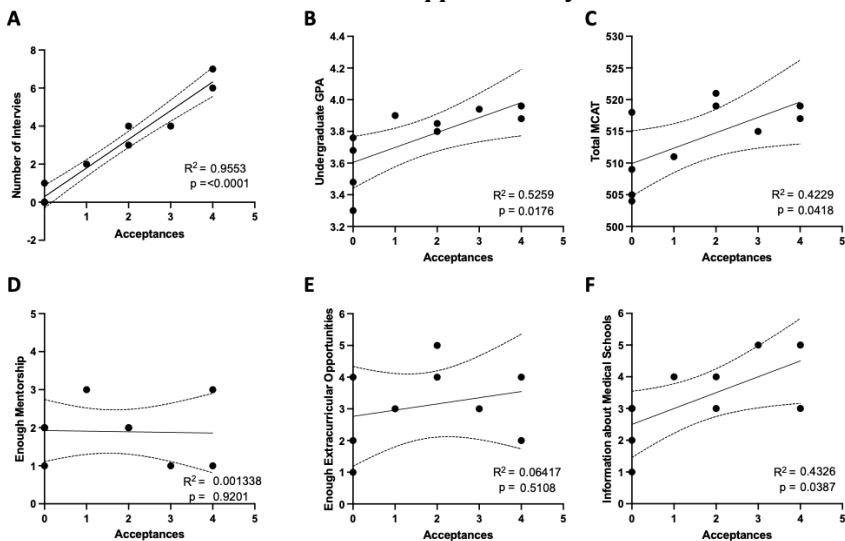 A
Number of Intervies
8
6
4
2
0
-2
R2 = 0.9553
p =<0.0001
0 1 2 3 4 5
Acceptances
B
Undergraduate GPA
4.4
4.2
4.0
3.8
3.6
3.4
3.2
R2 = 0.5259
p = 0.0176
0 1 2 3 4 5
Acceptances
C
Total MCAT
530
525
520
515
510
505
500
R2 = 0.4229
p = 0.0418
0 1 2 3 4 5
Acceptances
D
Enough Mentorship
5
4
3
2
1
0
R2 = 0.001338
p = 0.9201
0 1 2 3 4 5
Acceptances
E
Enough Extracurricular Opportunities
6
5
4
3
2
1
0
R2 = 0.06417
p = 0.5108
0 1 2 3 4 5
Acceptances
F
Information about Medical Schools
6
5
4
3
2
1
0
R2 = 0.4326
p = 0.0387
0 1 2 3 4 5
Acceptances